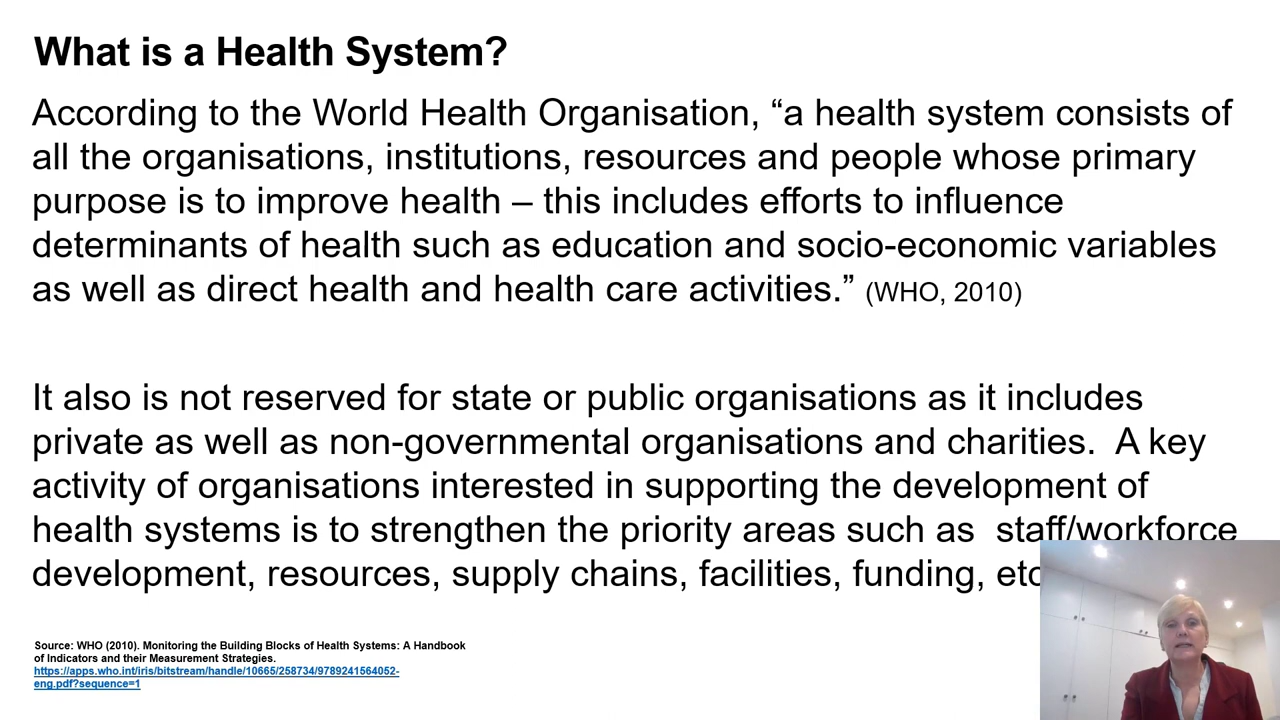 What is a Health System?
According to the World Health Organisation, “a health system consists of
all the organisations, institutions, resources and people whose primary
purpose is to improve health – this includes efforts to influence
determinants of health such as education and socio-economic variables
as well as direct health and health care activities.” (WHO, 2010)
It also is not reserved for state or public organisations as it includes
private as well as non-governmental organisations and charities.  A key
activity of organisations interested in supporting the development of
health systems is to strengthen the priority areas such as  staff/workforce
development, resources, supply chains, facilities, funding, etc
Source: WHO (2010). Monitoring the Building Blocks of Health Systems: A Handbook
of Indicators and their Measurement Strategies.
https://apps.who.int/iris/bitstream/handle/10665/258734/9789241564052-
eng.pdf?sequence=1